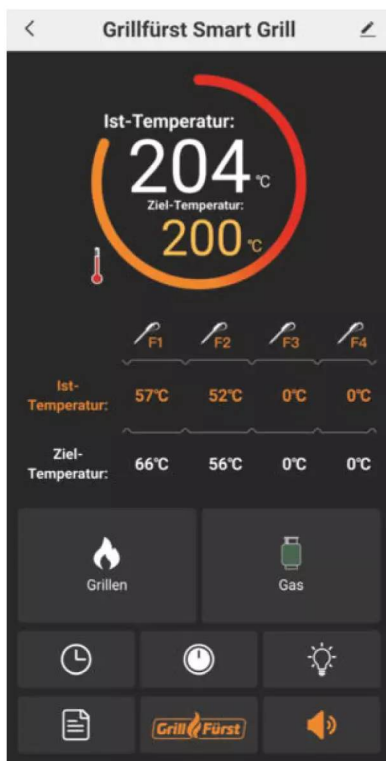 Grillfürst Smart Grill
Ist-Temperatur:
204 °C
Ziel-Temperatur:
200 °C
F1 F2 F3 F4
Ist-
Temperatur:
57°C 52°C 0°C 0°C
Ziel-
Temperatur:
66°C 56°C 0°C 0°C
Grillen Gas
Grill Fürst